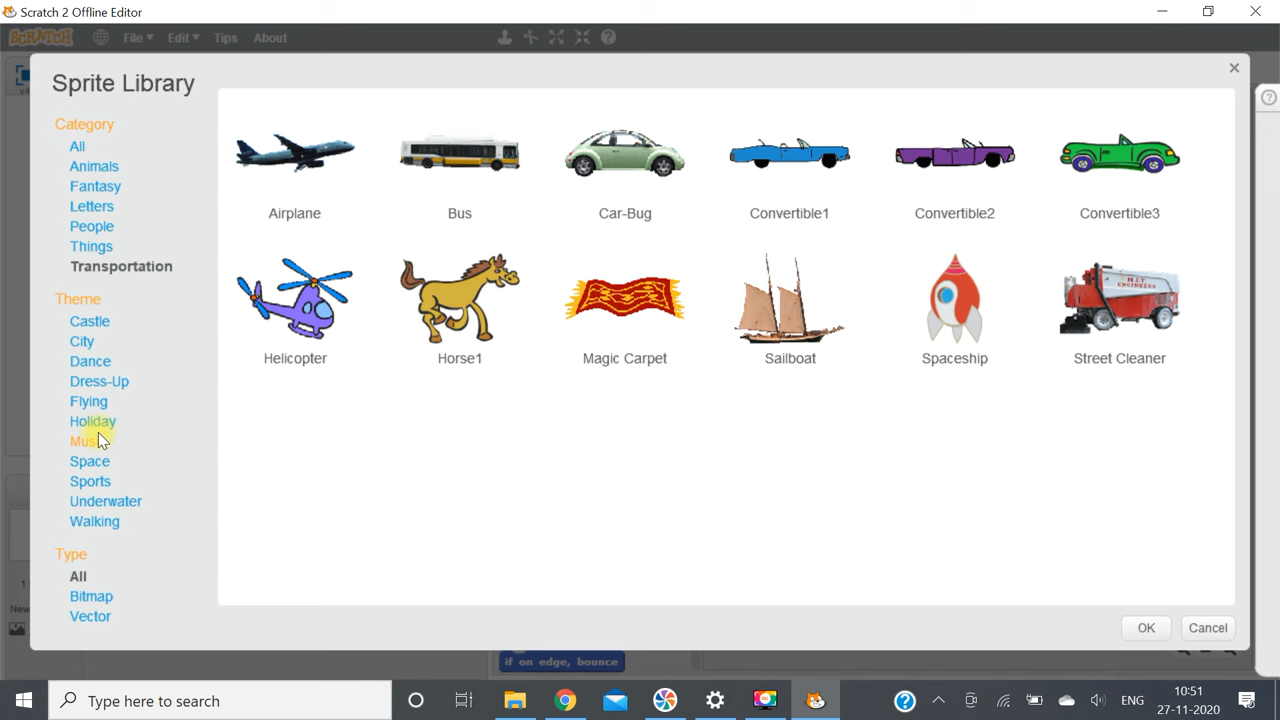 Scratch 2 Offline Editor
SCRATCH File Edit Tips About
Sprite Library
Category
All
Animals
Fantasy
Letters
People
Things
Transportation
Theme
Castle
City
Dance
Dress-Up
Flying
Holiday
Space
Sports
Underwater
Walking
Type
All
Bitmap
Vector
Airplane Bus Car-Bug Convertible1 Convertible2 Convertible3
M.I.T
ENGINEERS
Helicopter Horse1 Magic Carpet Sailboat Spaceship Street Cleaner
OK Cancel
if on edge, bounce
Type here to search
ENG
10:51
27-11-2020